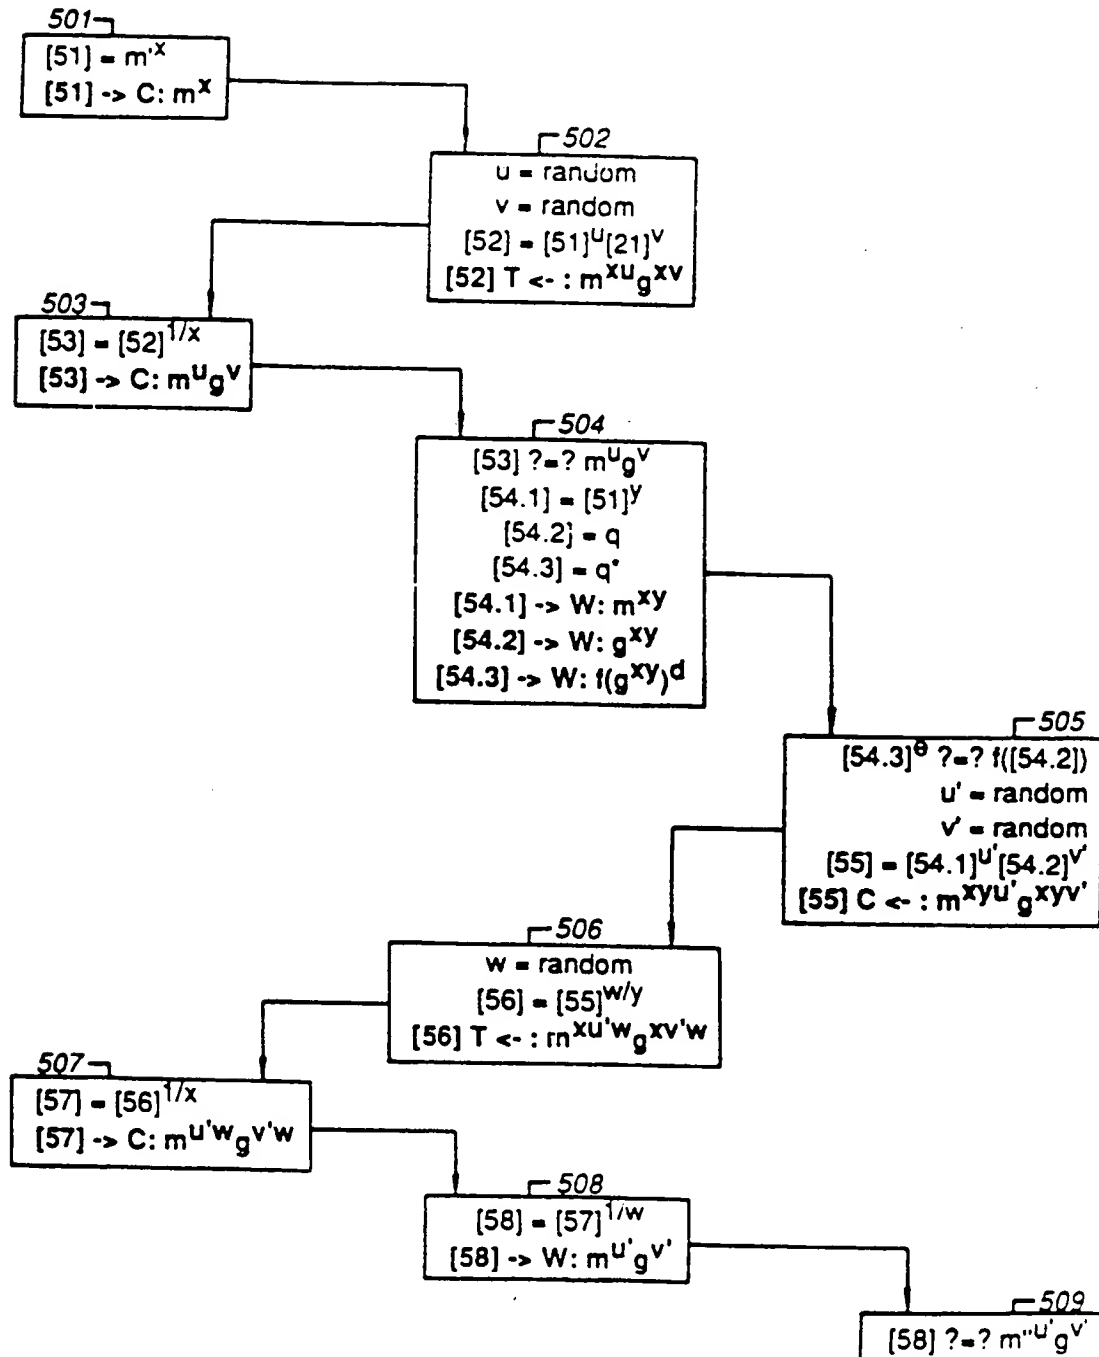 501
[51] = m'^x
[51] -> C: m^x
502
u = random
v = random
[52] = [51]^u[21]^v
[52] T <- : m^xu g^xv
503
[53] = [52]^1/x
[53] -> C: m^u g^v
504
[53] ?=? m^u g^v
[54.1] = [51]^y
[54.2] = q
[54.3] = q'
[54.1] -> W: m^xy
[54.2] -> W: g^xy
[54.3] -> W: f(g^xy)^d
505
[54.3]^e ?=? f([54.2])
u' = random
v' = random
[55] = [54.1]^u'[54.2]^v'
[55] C <- : m^xyu' g^xyv'
506
w = random
[56] = [55]^w/y
[56] T <- : m^xu'w g^xv'w
507
[57] = [56]^1/x
[57] -> C: m^u'w g^v'w
508
[58] = [57]^1/w
[58] -> W: m^u' g^v'
509
[58] ?=? m''^u' g^v'